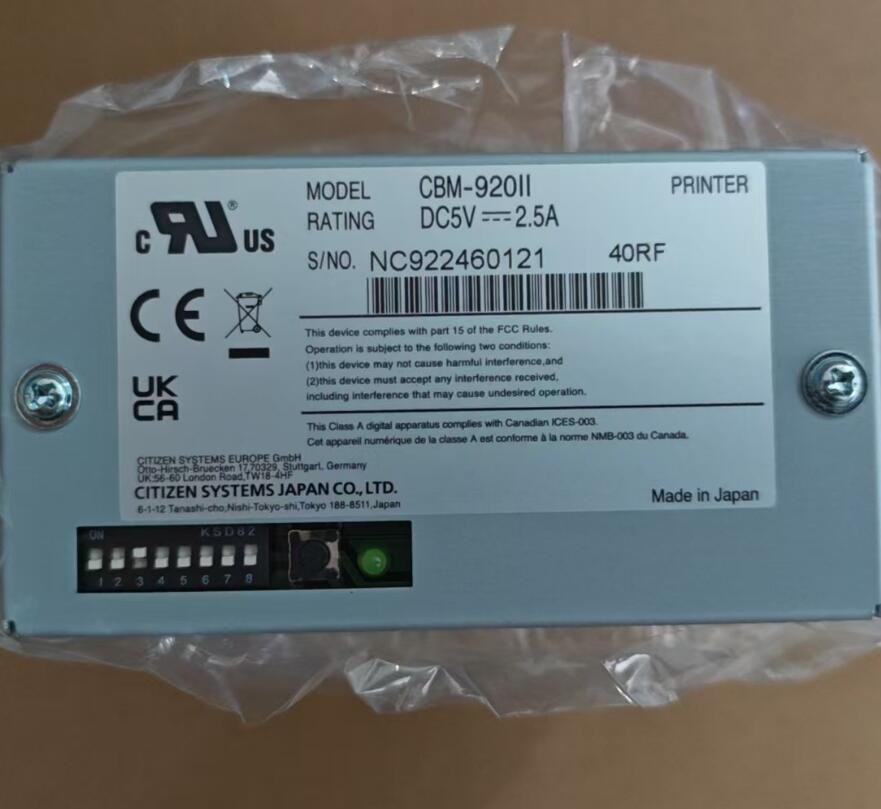 MODEL CBM-920II PRINTER
RATING DC5V 2.5A
S/NO. NC922460121 40RF
c RU ® US
CE
UK
CA
This device complies with part 15 of the FCC Rules.
Operation is subject to the following two conditions:
(1)this device may not cause harmful interference,and
(2)this device must accept any interference received,
including interference that may cause undesired operation.
This Class A digital apparatus complies with Canadian ICES-003.
Cet appareil numérique de la classe A est conforme à la norme NMB-003 du Canada.
CITIZEN SYSTEMS EUROPE GmbH
Otto-Hirsch-Bruecken 17,70329, Stuttgart, Germany
UK:56-60 London Road,TW18-4HF
CITIZEN SYSTEMS JAPAN CO., LTD.
6-1-12 Tanashi-cho,Nishi-Tokyo-shi,Tokyo 188-8511,Japan
Made in Japan
ON KSD82
1 2 3 4 5 6 7 8